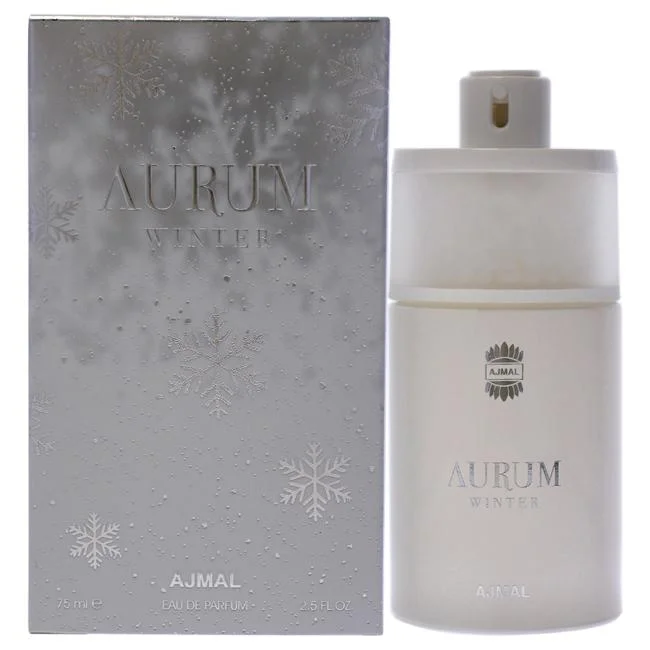 AURUM
WINTER
AJMAL
75 ml ℮ EAU DE PARFUM 2.5 FL.OZ.
AJMAL
AURUM
WINTER
AJMAL